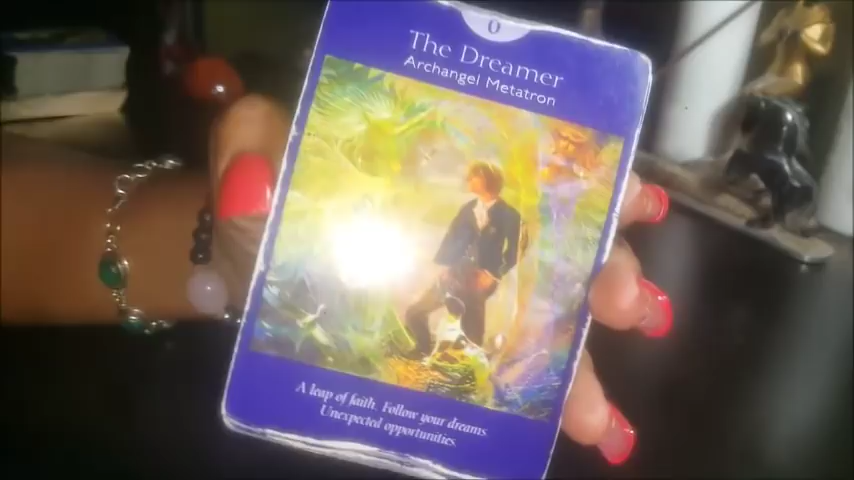 0
The Dreamer
Archangel Metatron
A leap of faith. Follow your dreams.
Unexpected opportunities.